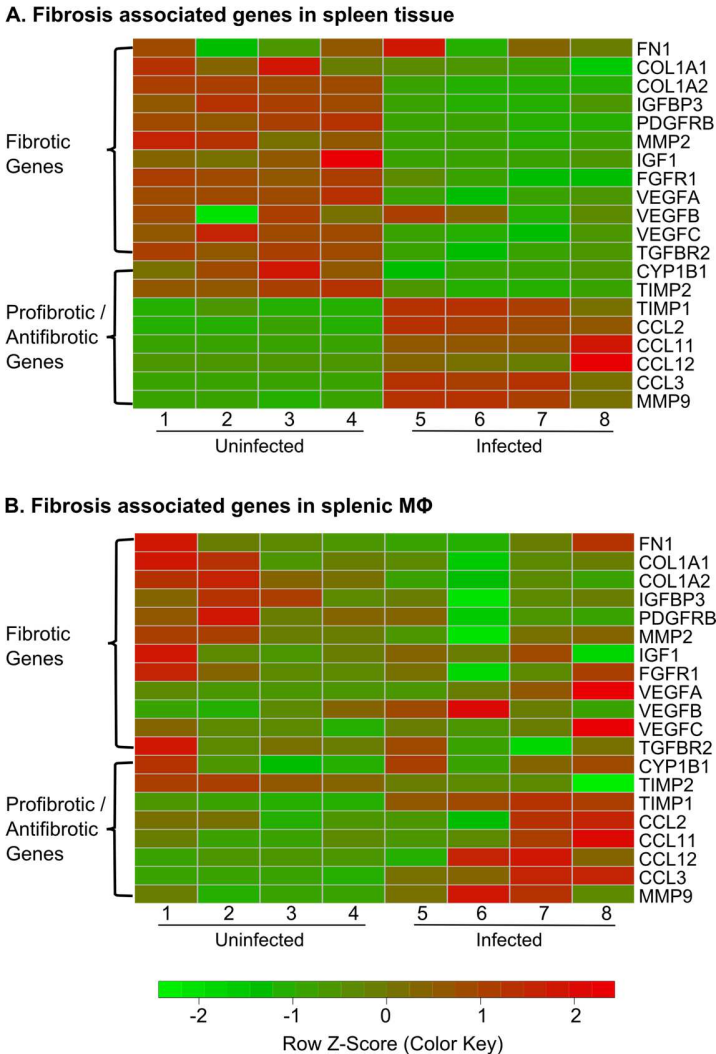 A. Fibrosis associated genes in spleen tissue
FN1
COL1A1
COL1A2
IGFBP3
PDGFRB
MMP2
IGF1
FGFR1
VEGFA
VEGFB
VEGFC
TGFBR2
CYP1B1
TIMP2
TIMP1
CCL2
CCL11
CCL12
CCL3
MMP9
Fibrotic
Genes
Profibrotic /
Antifibrotic
Genes
1 2 3 4 5 6 7 8
Uninfected Infected
B. Fibrosis associated genes in splenic MΦ
FN1
COL1A1
COL1A2
IGFBP3
PDGFRB
MMP2
IGF1
FGFR1
VEGFA
VEGFB
VEGFC
TGFBR2
CYP1B1
TIMP2
TIMP1
CCL2
CCL11
CCL12
CCL3
MMP9
Fibrotic
Genes
Profibrotic /
Antifibrotic
Genes
1 2 3 4 5 6 7 8
Uninfected Infected
-2 -1 0 1 2
Row Z-Score (Color Key)